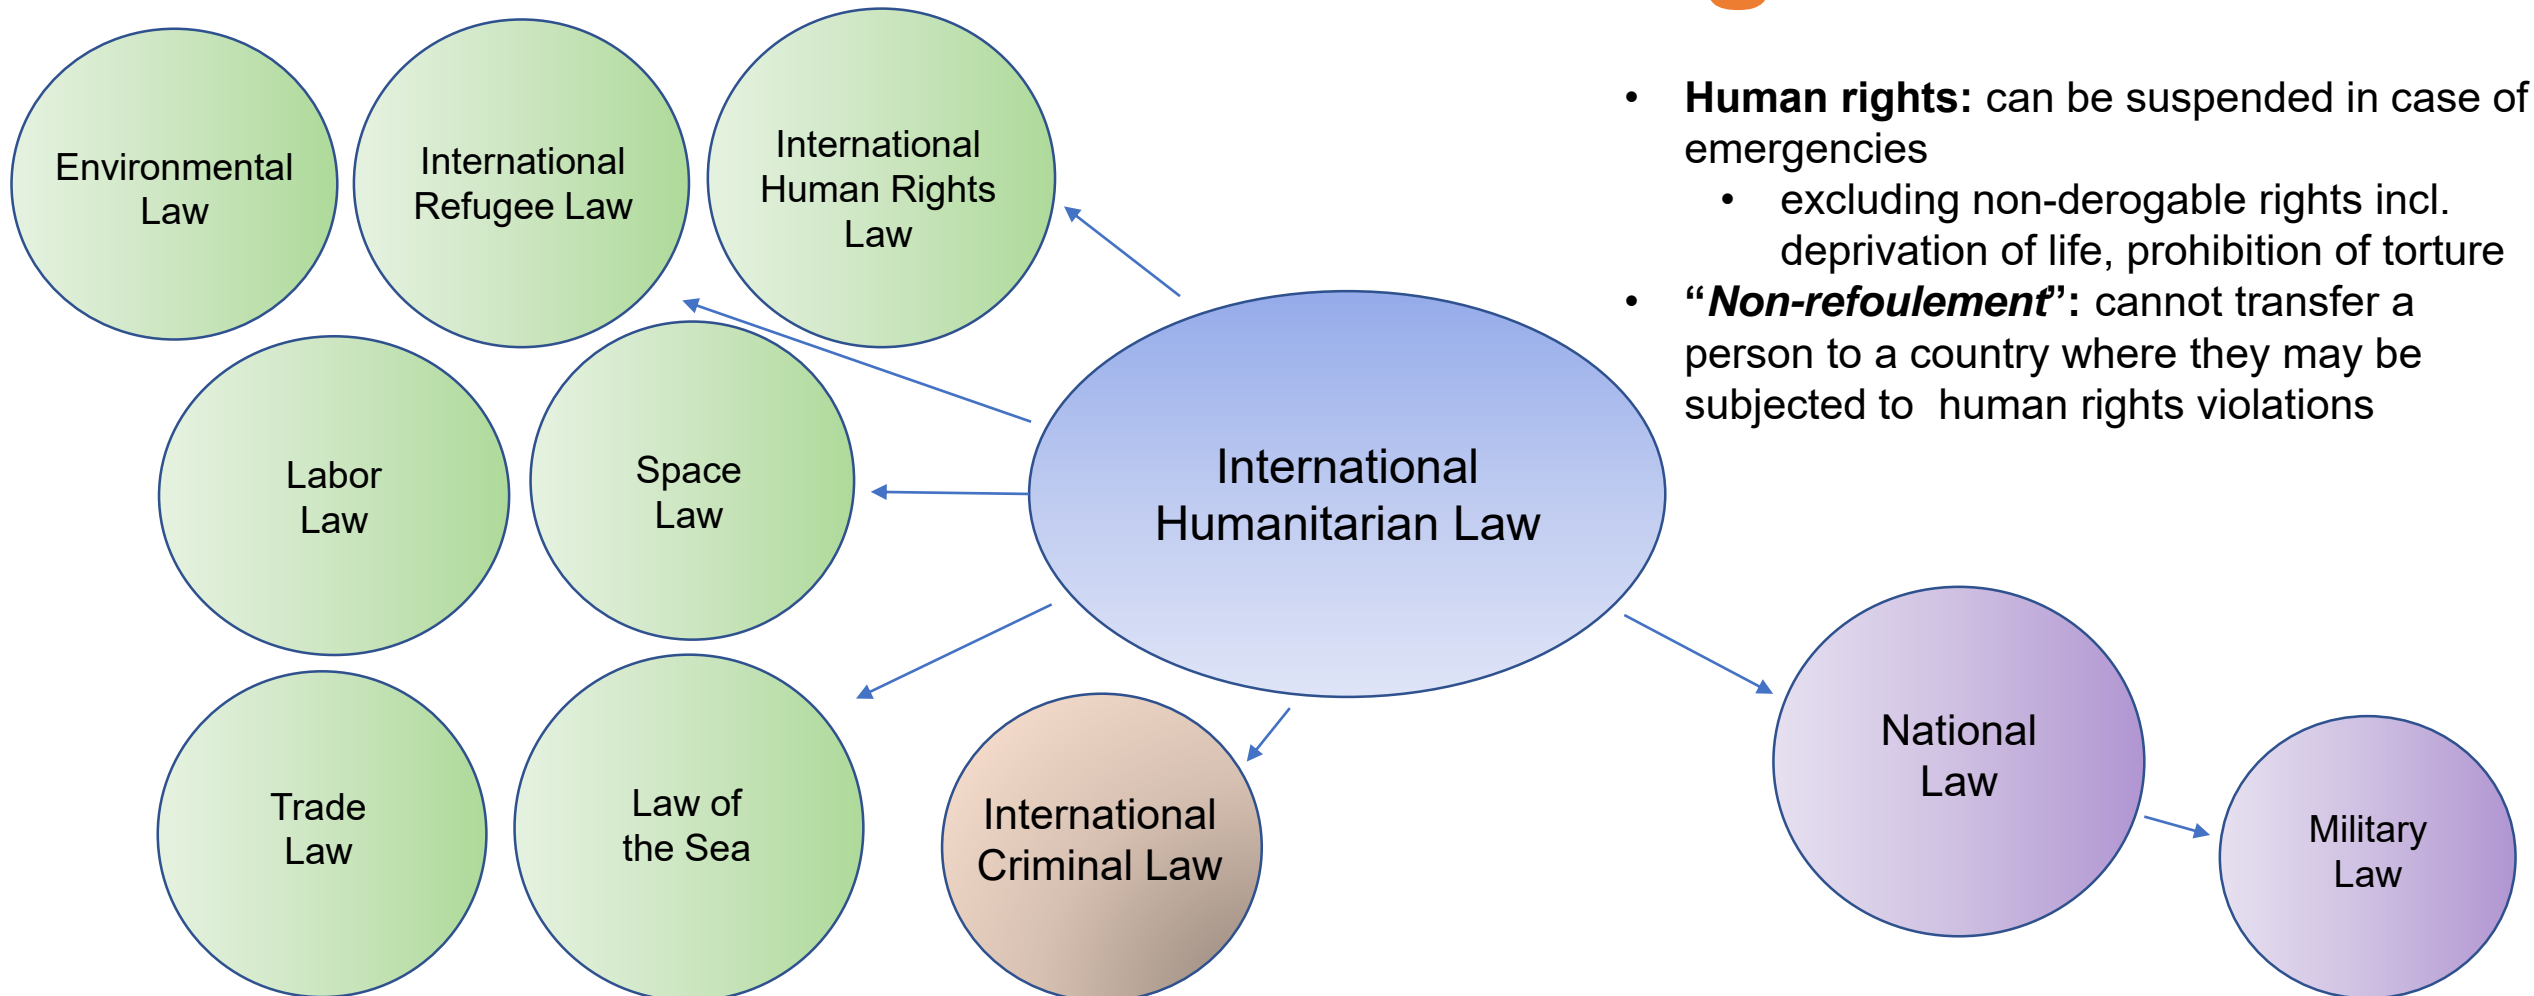 Environmental
Law
International
Refugee Law
International
Human Rights
Law
• Human rights: can be suspended in case of
emergencies
• excluding non-derogable rights incl.
deprivation of life, prohibition of torture
• “Non-refoulement”: cannot transfer a
person to a country where they may be
subjected to human rights violations
Labor
Law
Space
Law
International
Humanitarian Law
Trade
Law
Law of
the Sea
International
Criminal Law
National
Law
Military
Law